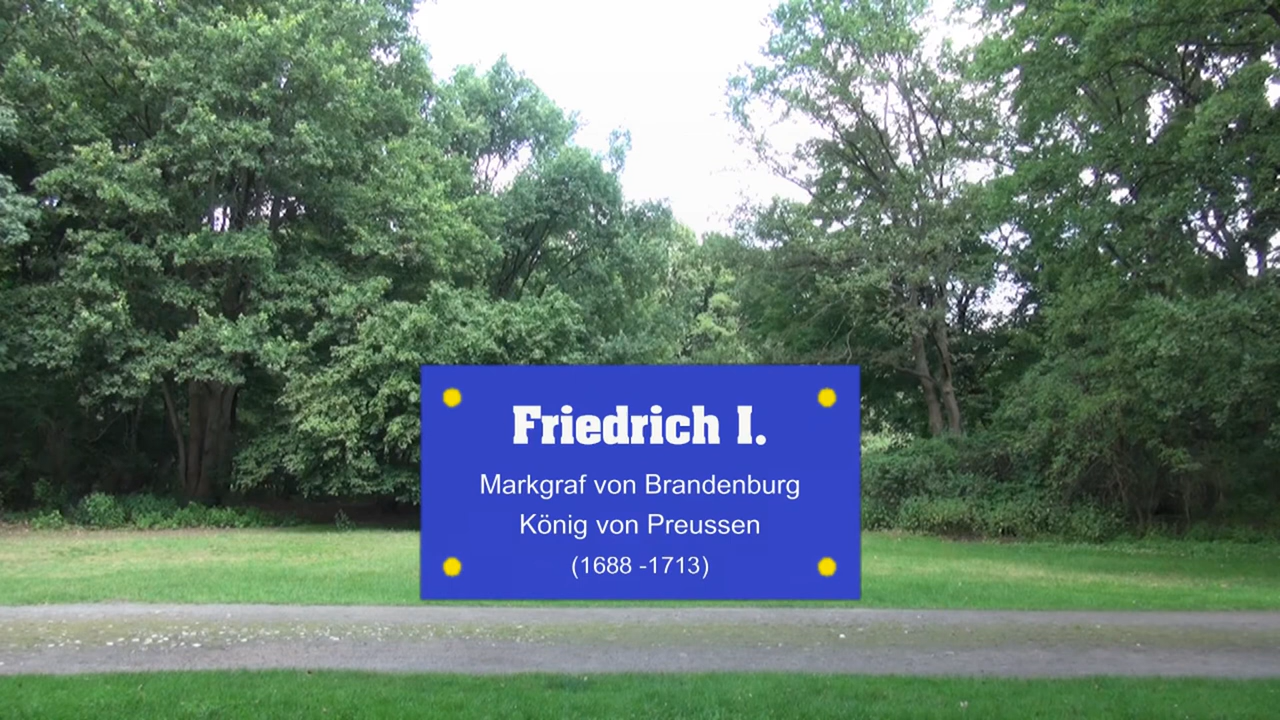 Friedrich I.
Markgraf von Brandenburg
König von Preussen
(1688 -1713)